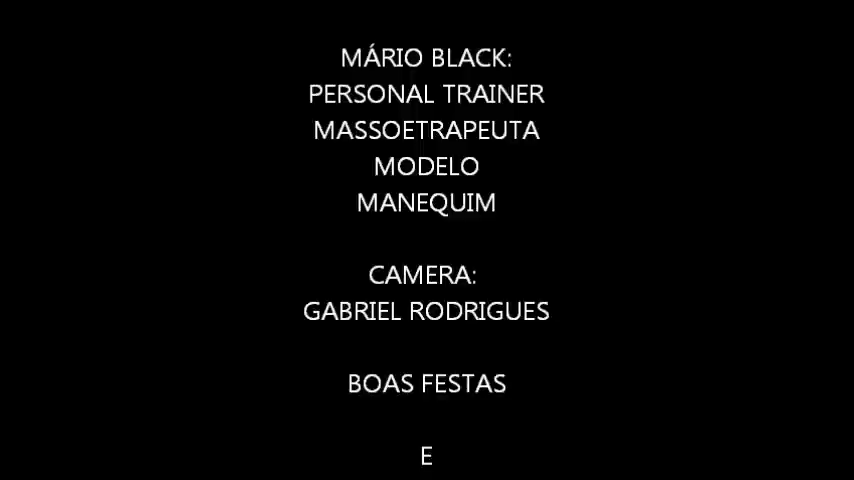 MÁRIO BLACK:
PERSONAL TRAINER
MASSOETRAPEUTA
MODELO
MANEQUIM
CAMERA:
GABRIEL RODRIGUES
BOAS FESTAS
E